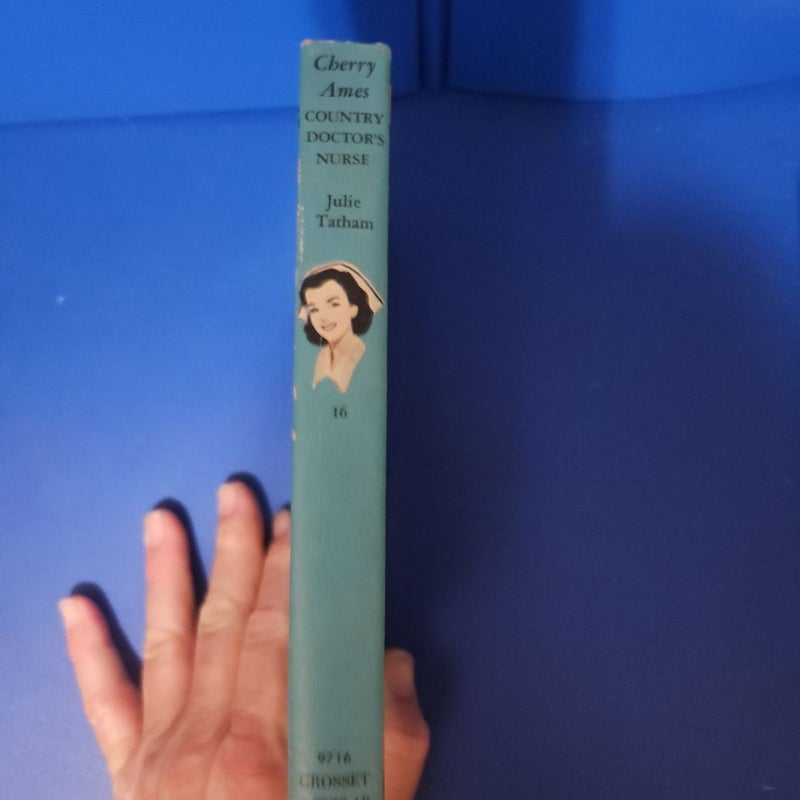 Cherry
Ames
COUNTRY
DOCTOR'S
NURSE
Julie
Tatham
16
9716
GROSSET